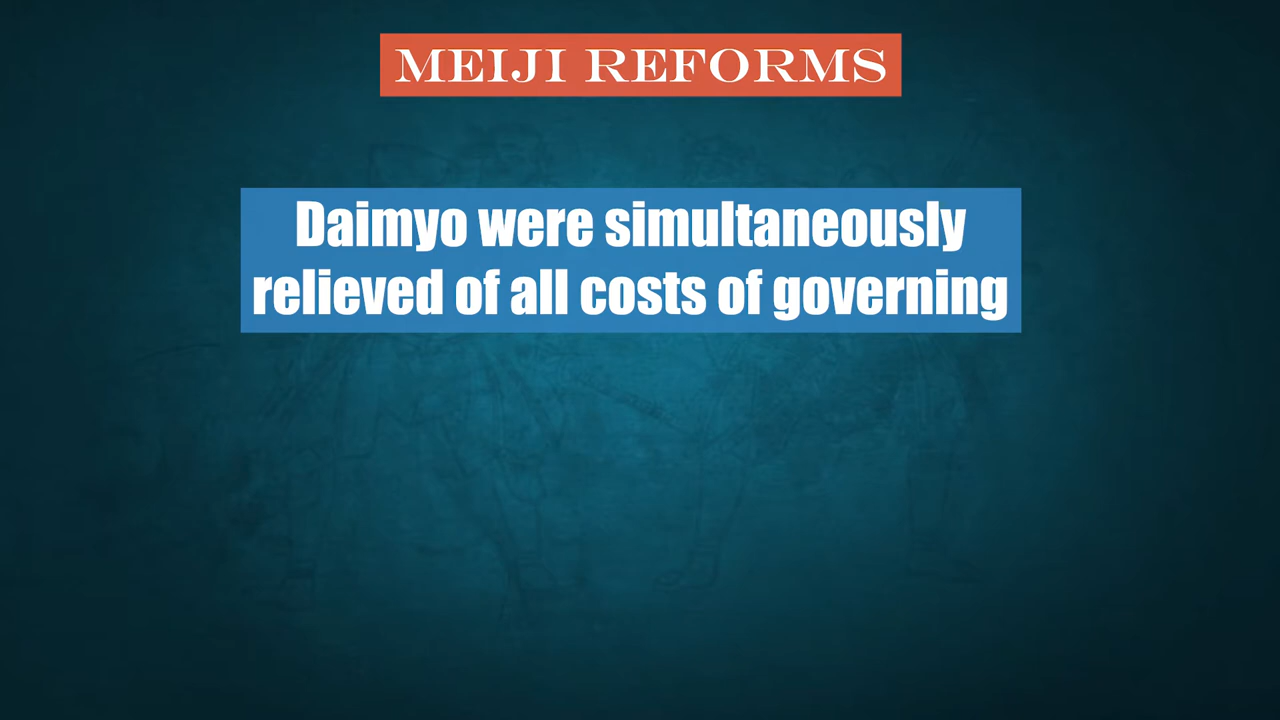 MEIJI REFORMS
Daimyo were simultaneously
relieved of all costs of governing